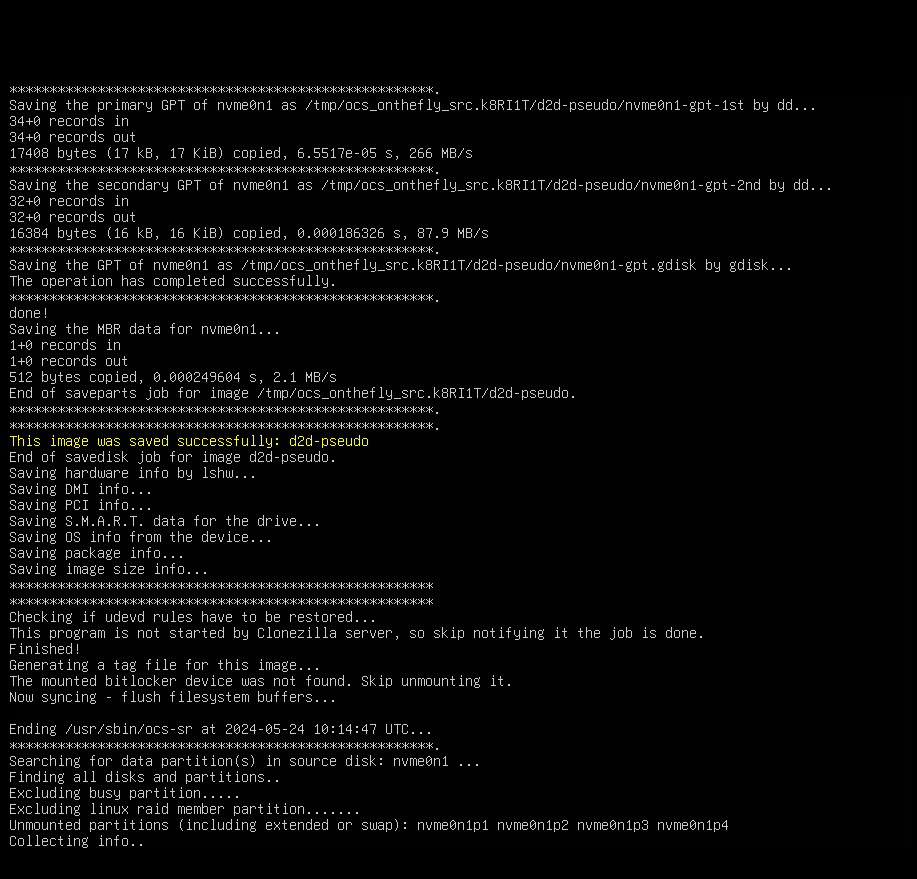 *****************************************************.
Saving the primary GPT of nvme0n1 as /tmp/ocs_onthefly_src.k8RI1T/d2d-pseudo/nvme0n1-gpt-1st by dd...
34+0 records in
34+0 records out
17408 bytes (17 kB, 17 KiB) copied, 6.5517e-05 s, 266 MB/s
*****************************************************.
Saving the secondary GPT of nvme0n1 as /tmp/ocs_onthefly_src.k8RI1T/d2d-pseudo/nvme0n1-gpt-2nd by dd...
32+0 records in
32+0 records out
16384 bytes (16 kB, 16 KiB) copied, 0.000186326 s, 87.9 MB/s
*****************************************************.
Saving the GPT of nvme0n1 as /tmp/ocs_onthefly_src.k8RI1T/d2d-pseudo/nvme0n1-gpt.gdisk by gdisk...
The operation has completed successfully.
*****************************************************.
done!
Saving the MBR data for nvme0n1...
1+0 records in
1+0 records out
512 bytes copied, 0.000249604 s, 2.1 MB/s
End of saveparts job for image /tmp/ocs_onthefly_src.k8RI1T/d2d-pseudo.
*****************************************************.
*****************************************************.
This image was saved successfully: d2d-pseudo
End of savedisk job for image d2d-pseudo.
Saving hardware info by lshw...
Saving DMI info...
Saving PCI info...
Saving S.M.A.R.T. data for the drive...
Saving OS info from the device...
Saving package info...
Saving image size info...
*****************************************************
*****************************************************
Checking if udevd rules have to be restored...
This program is not started by Clonezilla server, so skip notifying it the job is done.
Finished!
Generating a tag file for this image...
The mounted bitlocker device was not found. Skip unmounting it.
Now syncing - flush filesystem buffers...
Ending /usr/sbin/ocs-sr at 2024-05-24 10:14:47 UTC...
*****************************************************.
Searching for data partition(s) in source disk: nvme0n1 ...
Finding all disks and partitions..
Excluding busy partition.....
Excluding linux raid member partition.......
Unmounted partitions (including extended or swap): nvme0n1p1 nvme0n1p2 nvme0n1p3 nvme0n1p4
Collecting info..